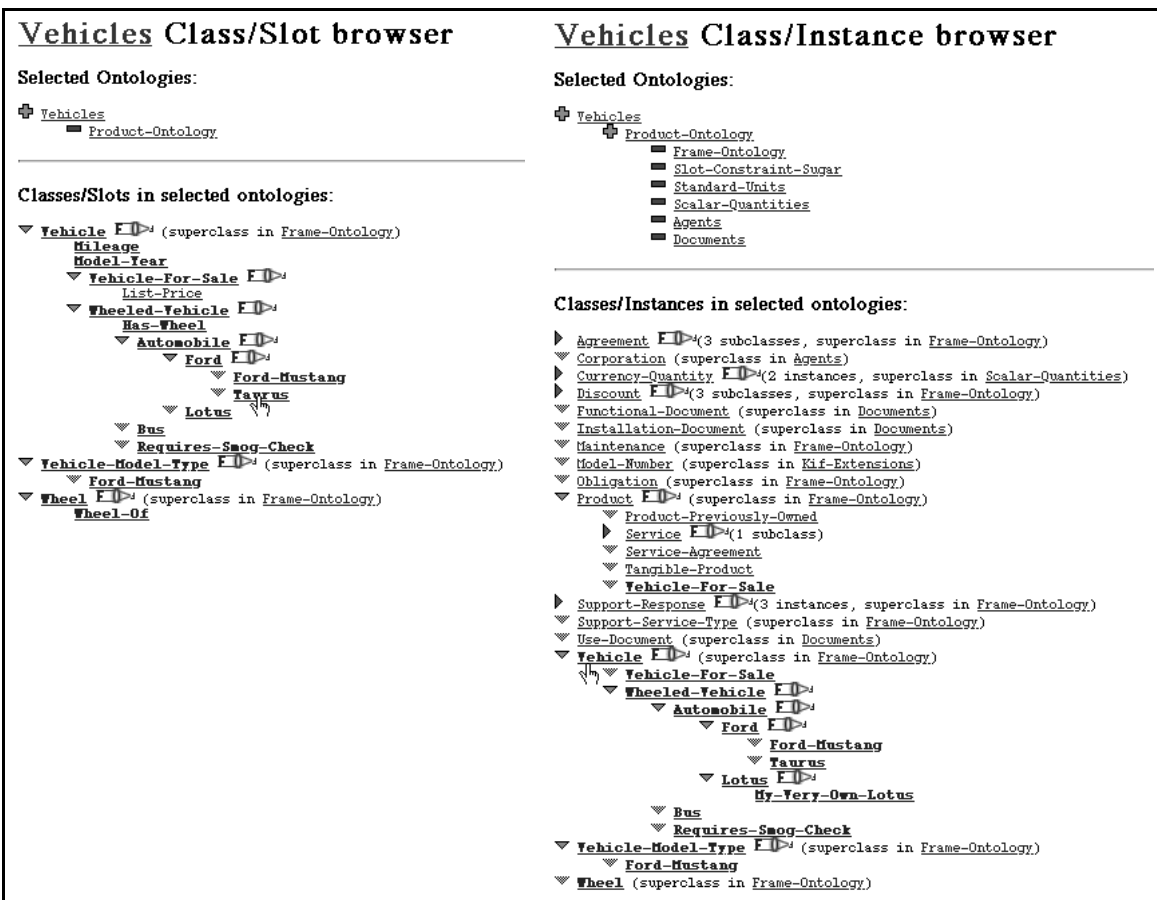 Vehicles Class/Slot browser
Selected Ontologies:
Vehicles
Product-Ontology
Classes/Slots in selected ontologies:
Vehicle F (superclass in Frame-Ontology)
Mileage
Model-Year
Vehicle-For-Sale F
List-Price
Wheeled-Vehicle F
Has-Wheel
Automobile F
Ford F
Ford-Mustang
Taurus
Lotus
Bus
Requires-Smog-Check
Vehicle-Model-Type F (superclass in Frame-Ontology)
Ford-Mustang
Wheel F (superclass in Frame-Ontology)
Wheel-Of
Vehicles Class/Instance browser
Selected Ontologies:
Vehicles
Product-Ontology
Frame-Ontology
Slot-Constraint-Sugar
Standard-Units
Scalar-Quantities
Agents
Documents
Classes/Instances in selected ontologies:
Agreement F (3 subclasses, superclass in Frame-Ontology)
Corporation (superclass in Agents)
Currency-Quantity F (2 instances, superclass in Scalar-Quantities)
Discount F (3 subclasses, superclass in Frame-Ontology)
Functional-Document (superclass in Documents)
Installation-Document (superclass in Documents)
Maintenance (superclass in Frame-Ontology)
Model-Number (superclass in Kif-Extensions)
Obligation (superclass in Frame-Ontology)
Product F (superclass in Frame-Ontology)
Product-Previously-Owned
Service F (1 subclass)
Service-Agreement
Tangible-Product
Vehicle-For-Sale
Support-Response F (3 instances, superclass in Frame-Ontology)
Support-Service-Type (superclass in Frame-Ontology)
Use-Document (superclass in Documents)
Vehicle F (superclass in Frame-Ontology)
Vehicle-For-Sale
Wheeled-Vehicle F
Automobile F
Ford F
Ford-Mustang
Taurus
Lotus F
My-Very-Own-Lotus
Bus
Requires-Smog-Check
Vehicle-Model-Type F (superclass in Frame-Ontology)
Ford-Mustang
Wheel (superclass in Frame-Ontology)